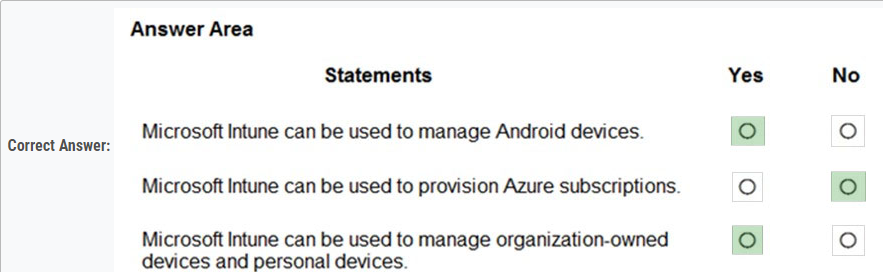 Answer Area
Statements Yes No
Microsoft Intune can be used to manage Android devices.
Correct Answer:
Microsoft Intune can be used to provision Azure subscriptions.
Microsoft Intune can be used to manage organization-owned
devices and personal devices.